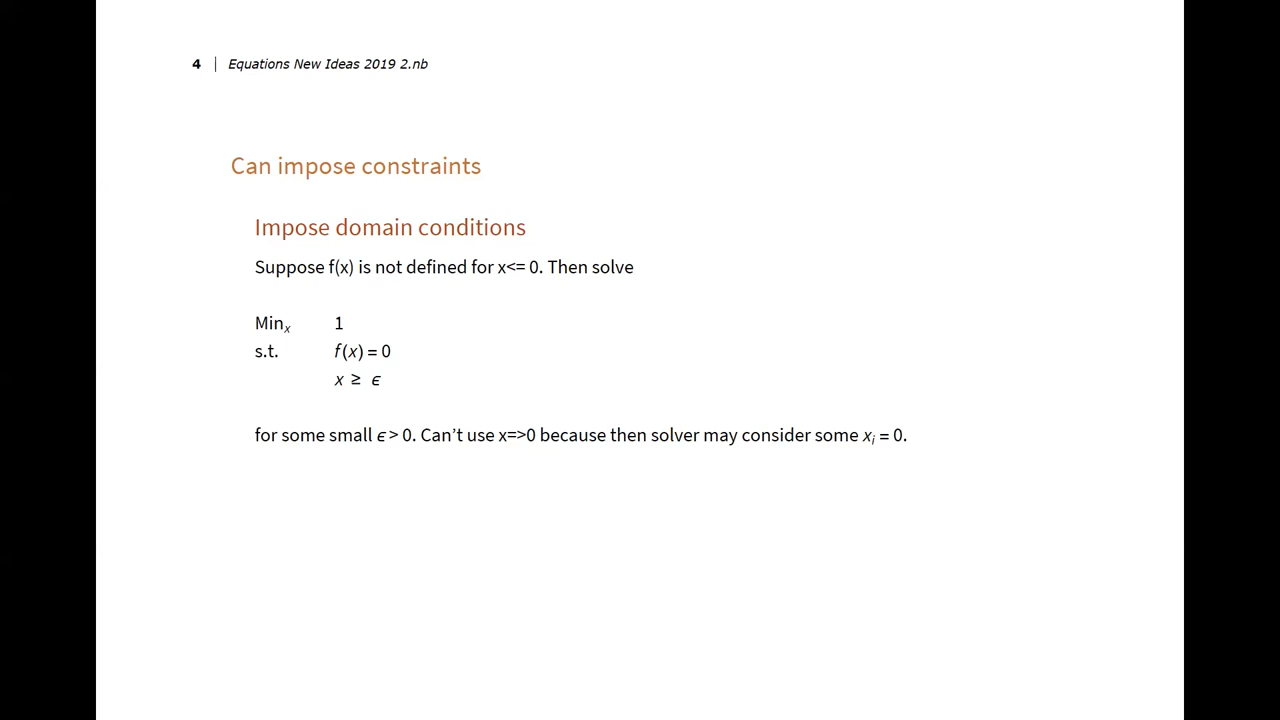 4 | Equations New Ideas 2019 2.nb
Can impose constraints
Impose domain conditions
Suppose f(x) is not defined for x<= 0. Then solve
Minₓ 1
s.t. f(x) = 0
x ≥ ϵ
for some small ϵ > 0. Can't use x=>0 because then solver may consider some xᵢ = 0.